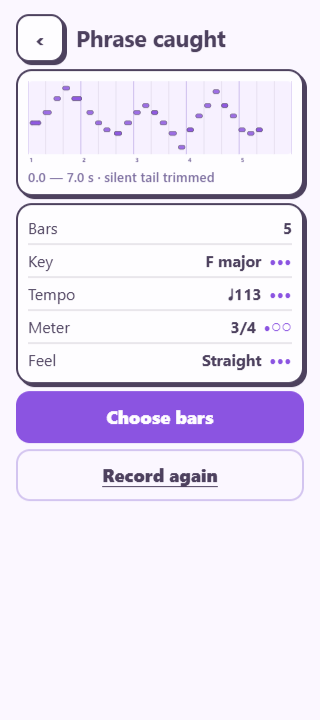 ‹ Phrase caught
1 2 3 4 5
0.0 — 7.0 s · silent tail trimmed
Bars 5
Key F major •••
Tempo ♩113 •••
Meter 3/4 •○○
Feel Straight •••
Choose bars
Record again